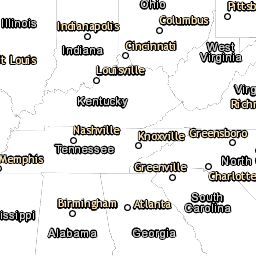 Ohio
Pittsb
Illinois
Indianapolis
Columbus
Indiana
Cincinnati
West
Virginia
t Louis
Louisville
Kentucky
Virg
Richm
Nashville
Knoxville
Greensboro
Tennessee
Memphis
Greenville
North C
Charlotte
South
Carolina
Birmingham
Atlanta
ssippi
Alabama
Georgia